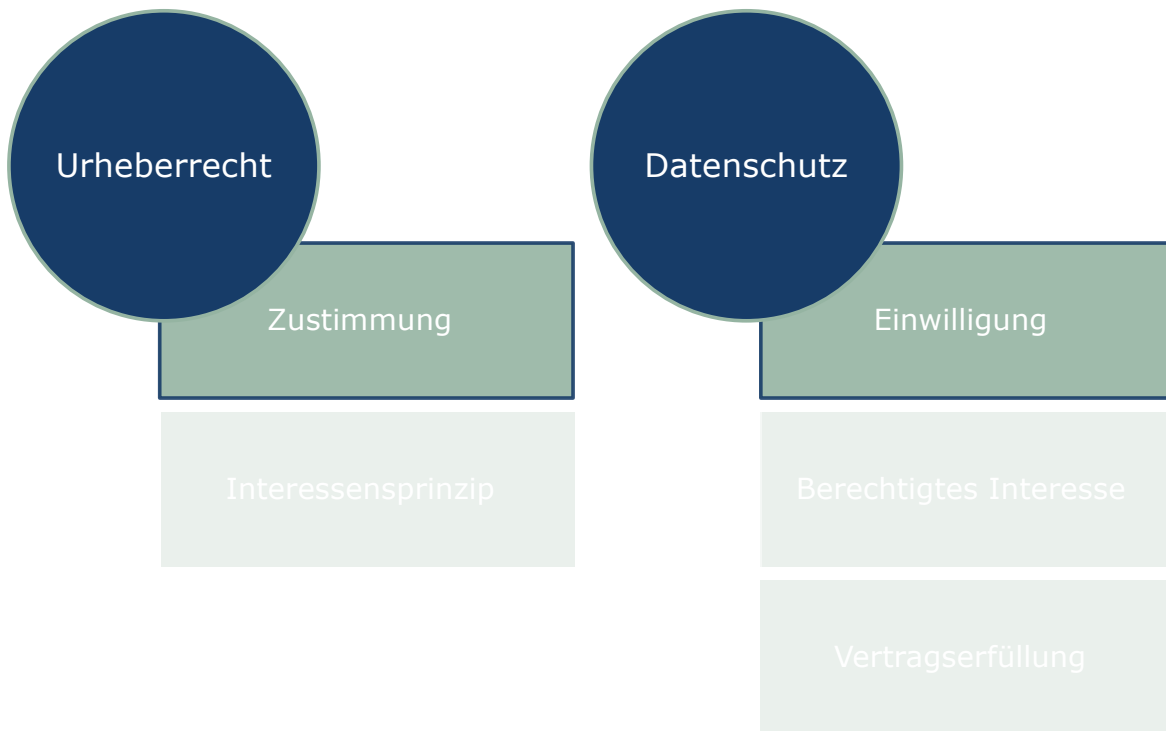 Urheberrecht
Zustimmung
Interessensprinzip
Datenschutz
Einwilligung
Berechtigtes Interesse
Vertragserfüllung